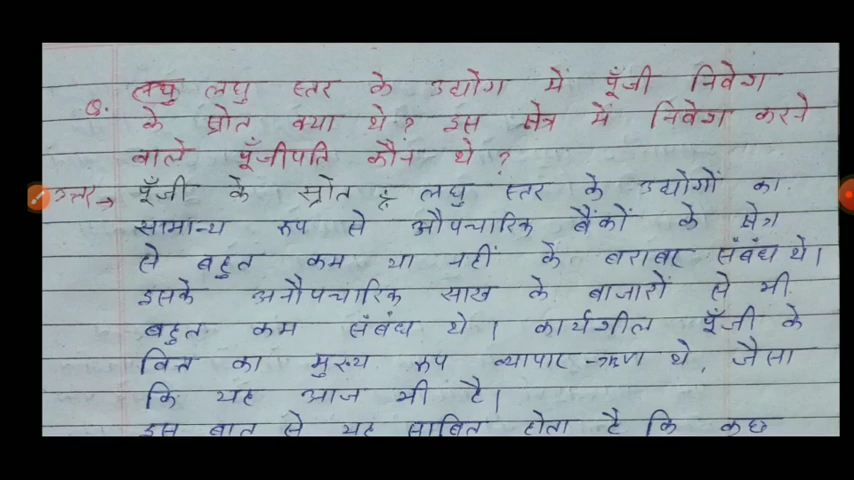 Q. लघु लघु स्तर के उद्योग में पूँजी निवेश
के स्रोत क्या थे? इस क्षेत्र में निवेश करने
वाले पूँजीपति कौन थे?
उत्तर → पूँजी के स्रोत :- लघु स्तर के उद्योगों का
सामान्य रूप से औपचारिक बैंकों के क्षेत्र
से बहुत कम या नहीं के बराबर संबंध थे।
इसके अनौपचारिक साख के बाजारों से भी
बहुत कम संबंध थे। कार्यशील पूँजी के
वित्त का मुख्य रूप व्यापार-ऋण थे, जैसा
कि यह आज भी है।
इस बात से यह साबित होता है कि कुछ